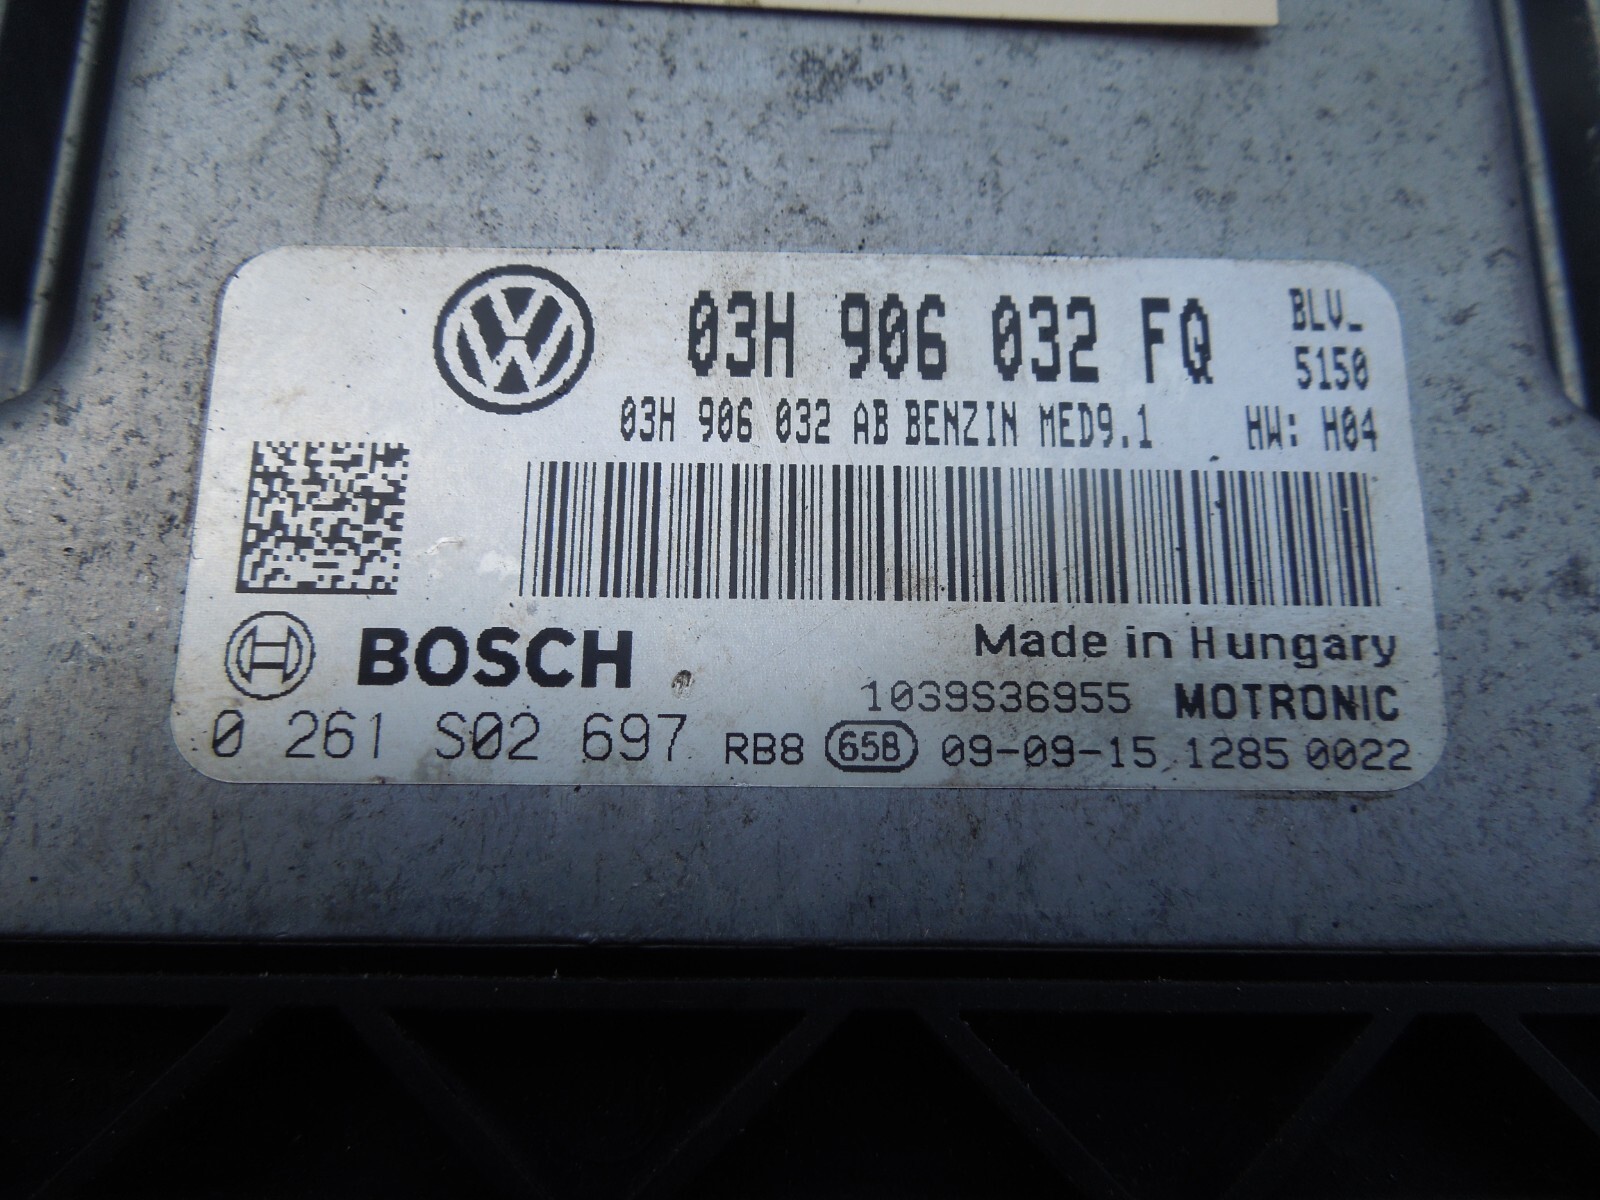 03H 906 032 FQ BLV_
5150
03H 906 032 AB BENZIN MED9.1 HW: H04
Made in Hungary
BOSCH
1039S36955 MOTRONIC
0 261 S02 697 RB8 658 09-09-15 1285 0022